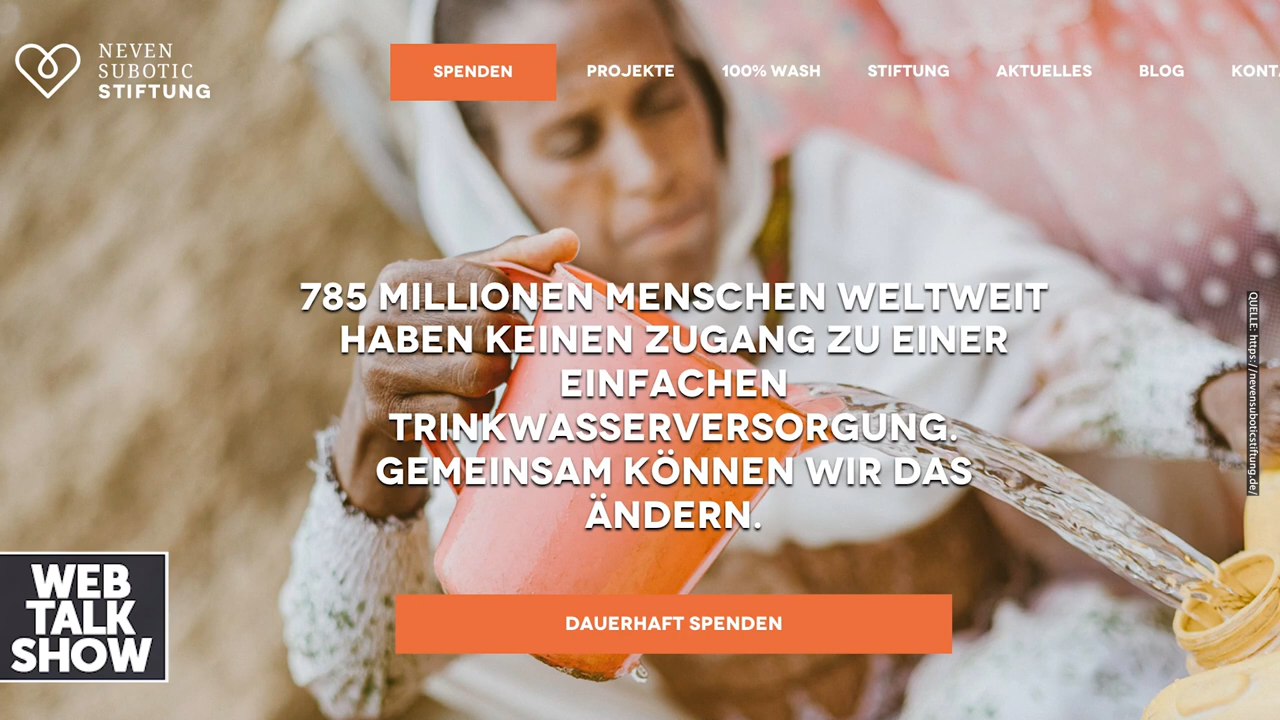 NEVEN
SUBOTIC
STIFTUNG
SPENDEN
PROJEKTE
100% WASH
STIFTUNG
AKTUELLES
BLOG
785 MILLIONEN MENSCHEN WELTWEIT
HABEN KEINEN ZUGANG ZU EINER
EINFACHEN
TRINKWASSERVERSORGUNG.
GEMEINSAM KÖNNEN WIR DAS
ÄNDERN.
DAUERHAFT SPENDEN
QUELLE: https://nevensuboticstiftung.de/
WEB
TALK
SHOW